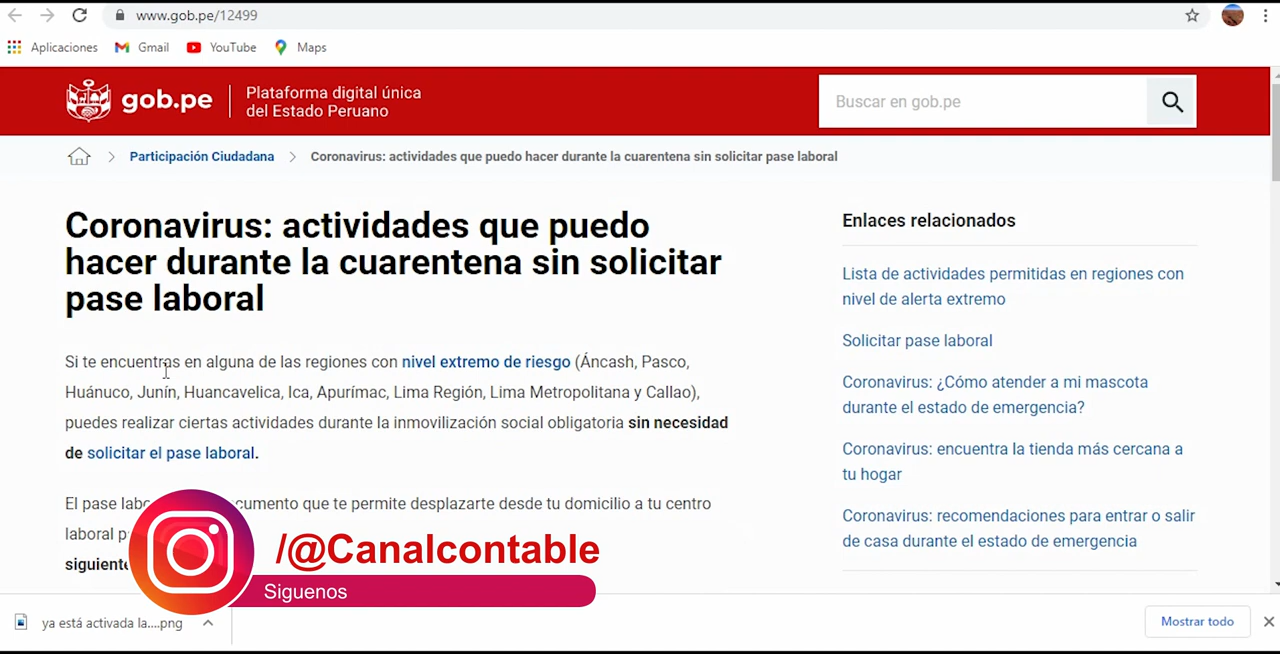 www.gob.pe/12499
Aplicaciones Gmail YouTube Maps
gob.pe
Plataforma digital única
del Estado Peruano
Buscar en gob.pe
Participación Ciudadana Coronavirus: actividades que puedo hacer durante la cuarentena sin solicitar pase laboral
Coronavirus: actividades que puedo
hacer durante la cuarentena sin solicitar
pase laboral
Si te encuentras en alguna de las regiones con nivel extremo de riesgo (Áncash, Pasco,
Huánuco, Junín, Huancavelica, Ica, Apurímac, Lima Región, Lima Metropolitana y Callao),
puedes realizar ciertas actividades durante la inmovilización social obligatoria sin necesidad
de solicitar el pase laboral.
El pase que te permite desplazarte desde tu domicilio a tu centro
laboral
Enlaces relacionados
Lista de actividades permitidas en regiones con
nivel de alerta extremo
Solicitar pase laboral
Coronavirus: ¿Cómo atender a mi mascota
durante el estado de emergencia?
Coronavirus: encuentra la tienda más cercana a
tu hogar
Coronavirus: recomendaciones para entrar o salir
de casa durante el estado de emergencia
/@Canalcontable
Siguenos
ya está activada la....png
Mostrar todo